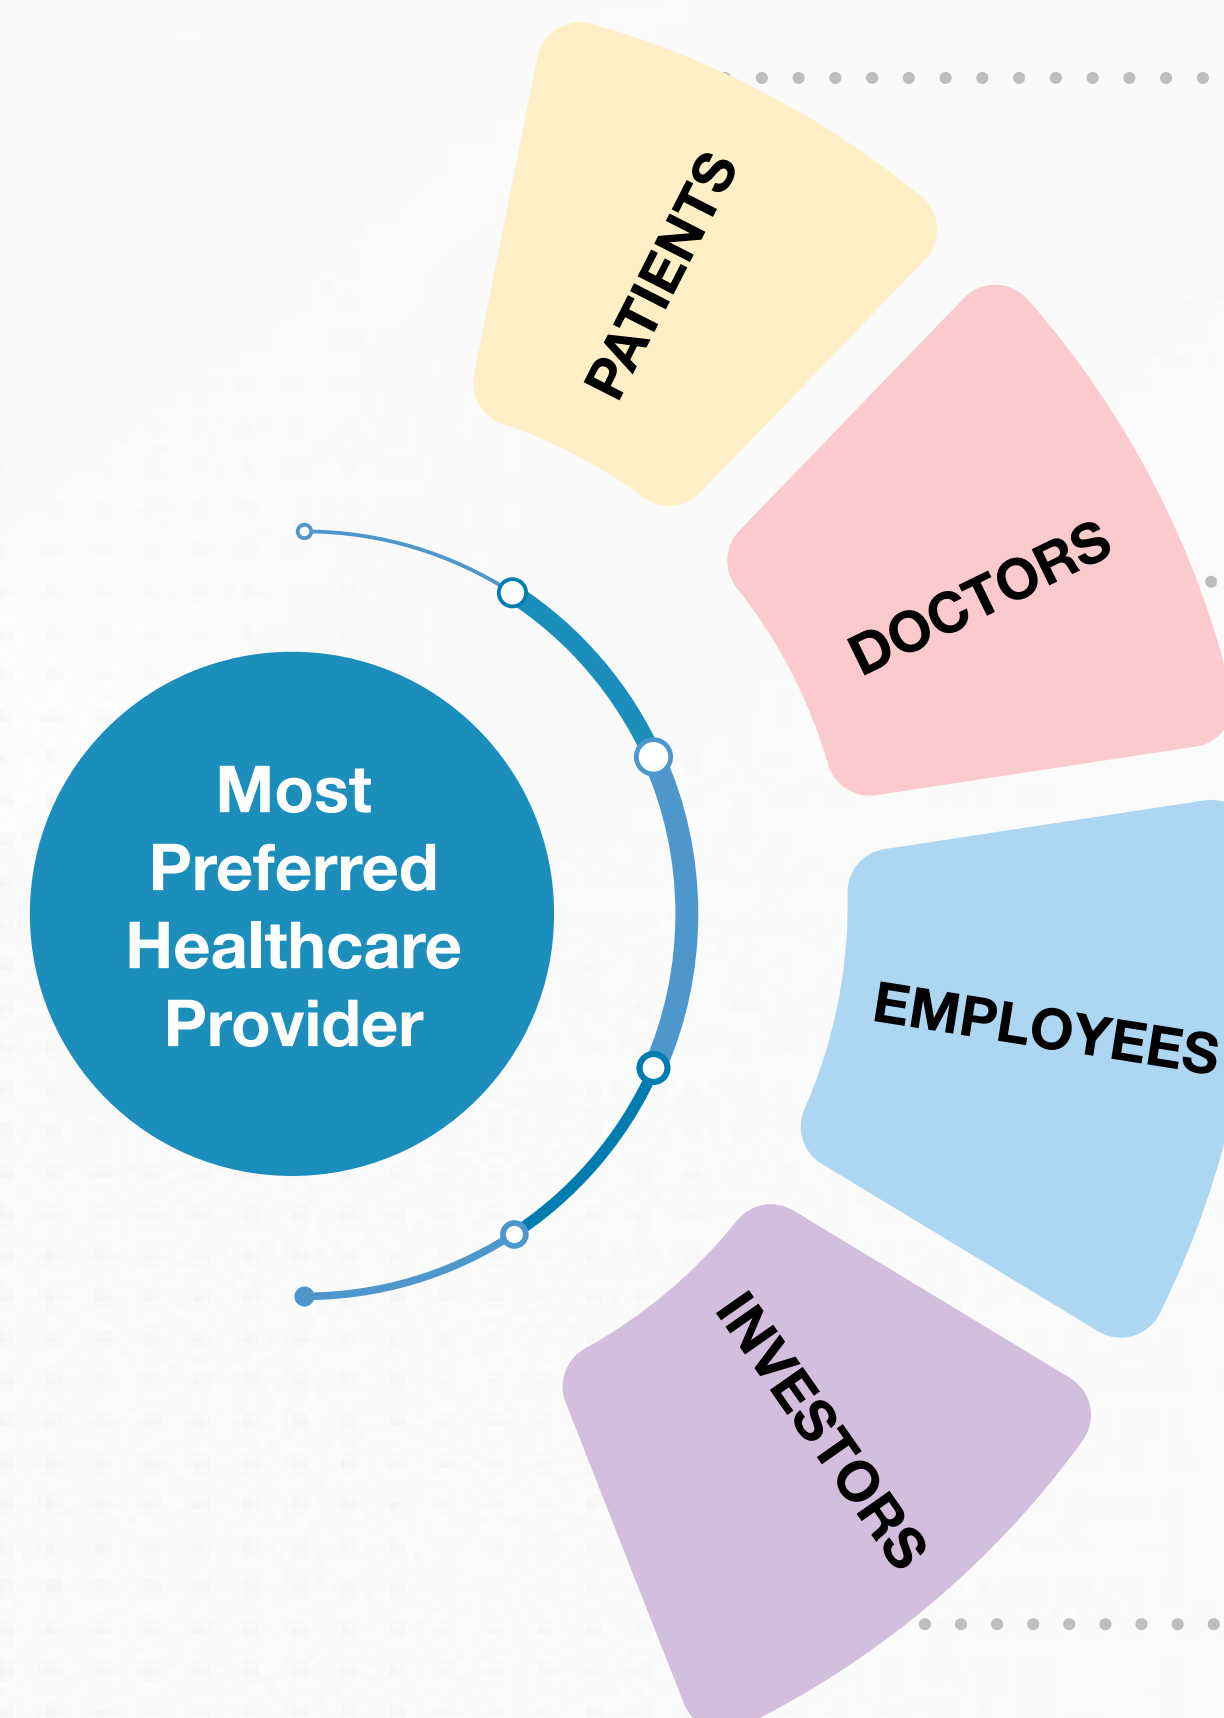 PATIENTS
DOCTORS
Most
Preferred
Healthcare
Provider
EMPLOYEES
INVESTORS